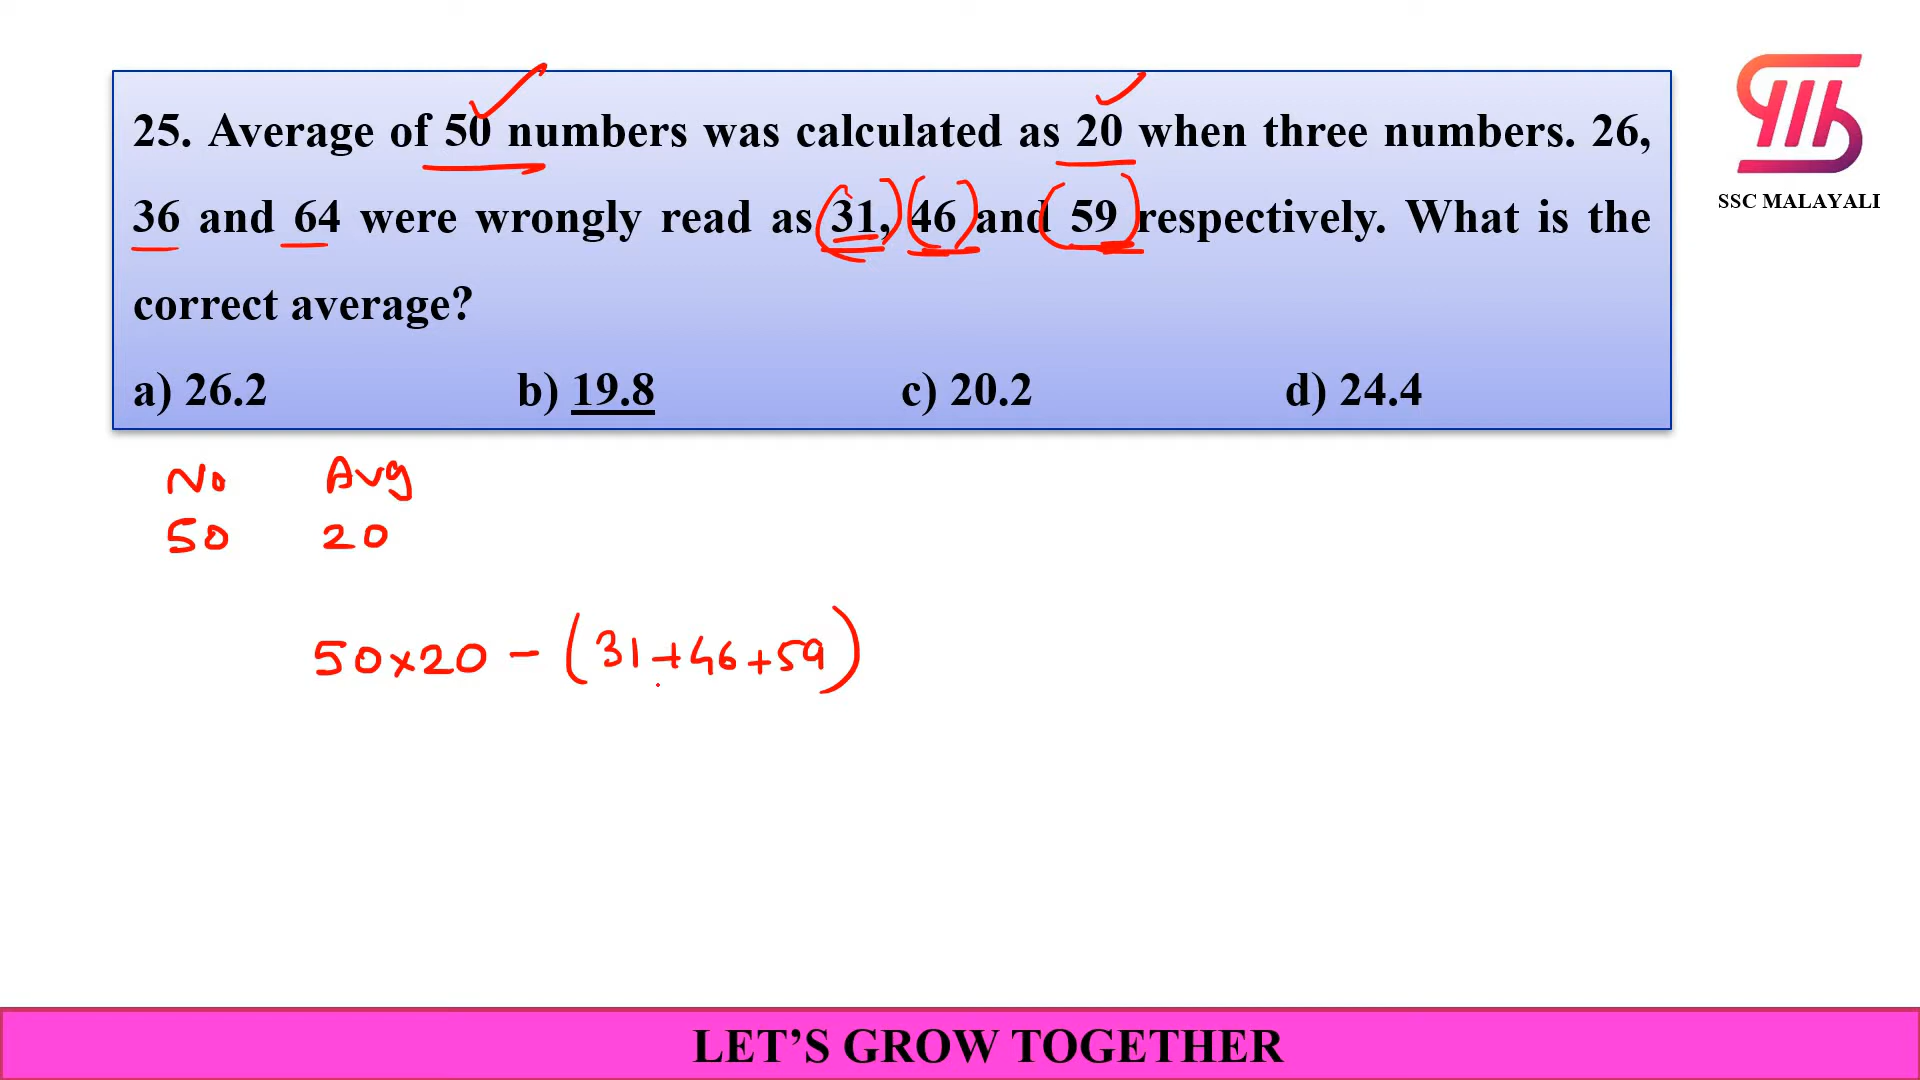 25. Average of 50 numbers was calculated as 20 when three numbers. 26,
36 and 64 were wrongly read as 31, 46 and 59 respectively. What is the
correct average?
a) 26.2 b) 19.8 c) 20.2 d) 24.4
SSC MALAYALI
No Avg
50 20
50×20 - (31+46+59)
LET’S GROW TOGETHER